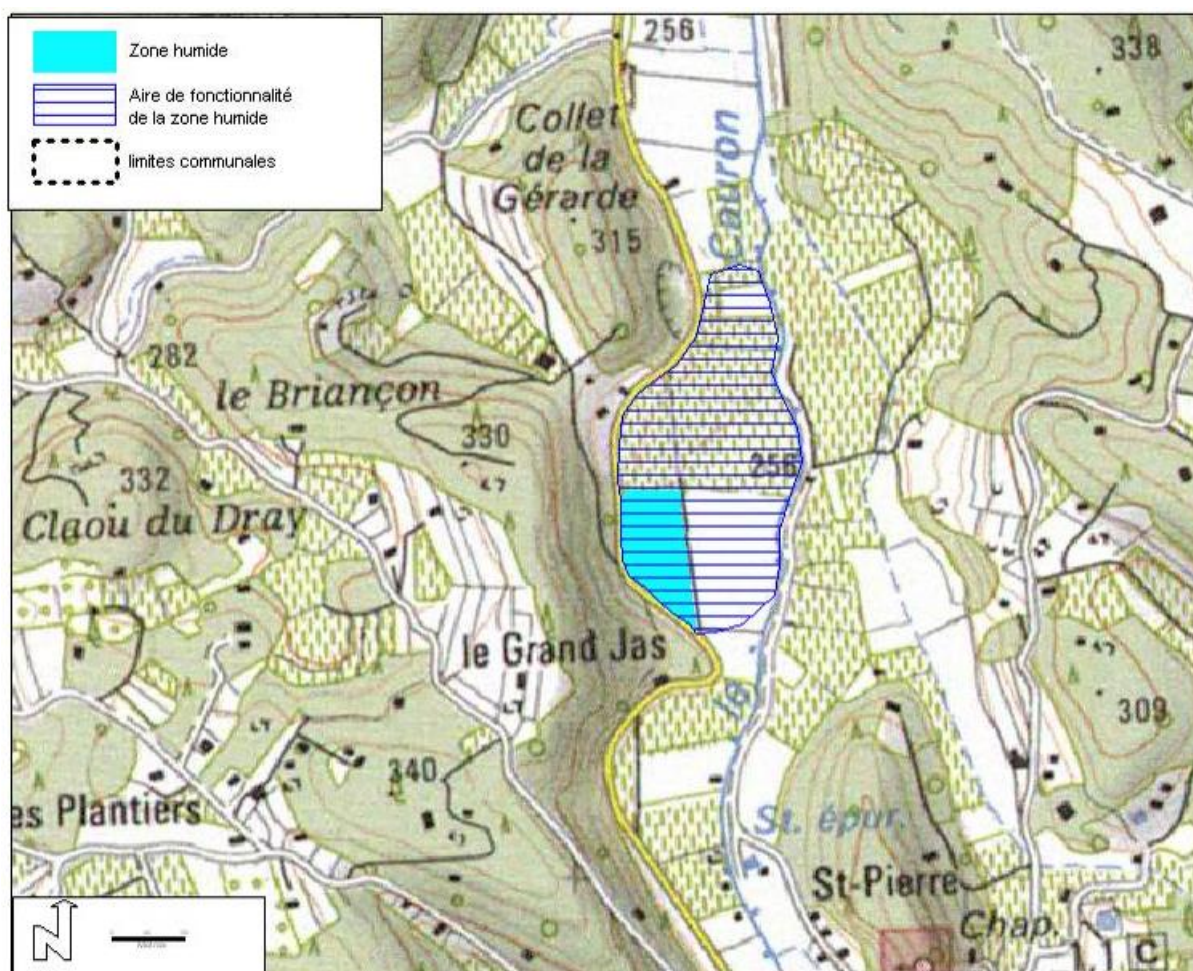 Zone humide
Aire de fonctionnalité
de la zone humide
limites communales
256
338
Collet
de la
Gérarde
315
Cauron
282
le Briançon
330
332
Claou du Dray
256
le Grand Jas
le
309
340
es Plantiers
St. épur.
St-Pierre
Chap.
N
C